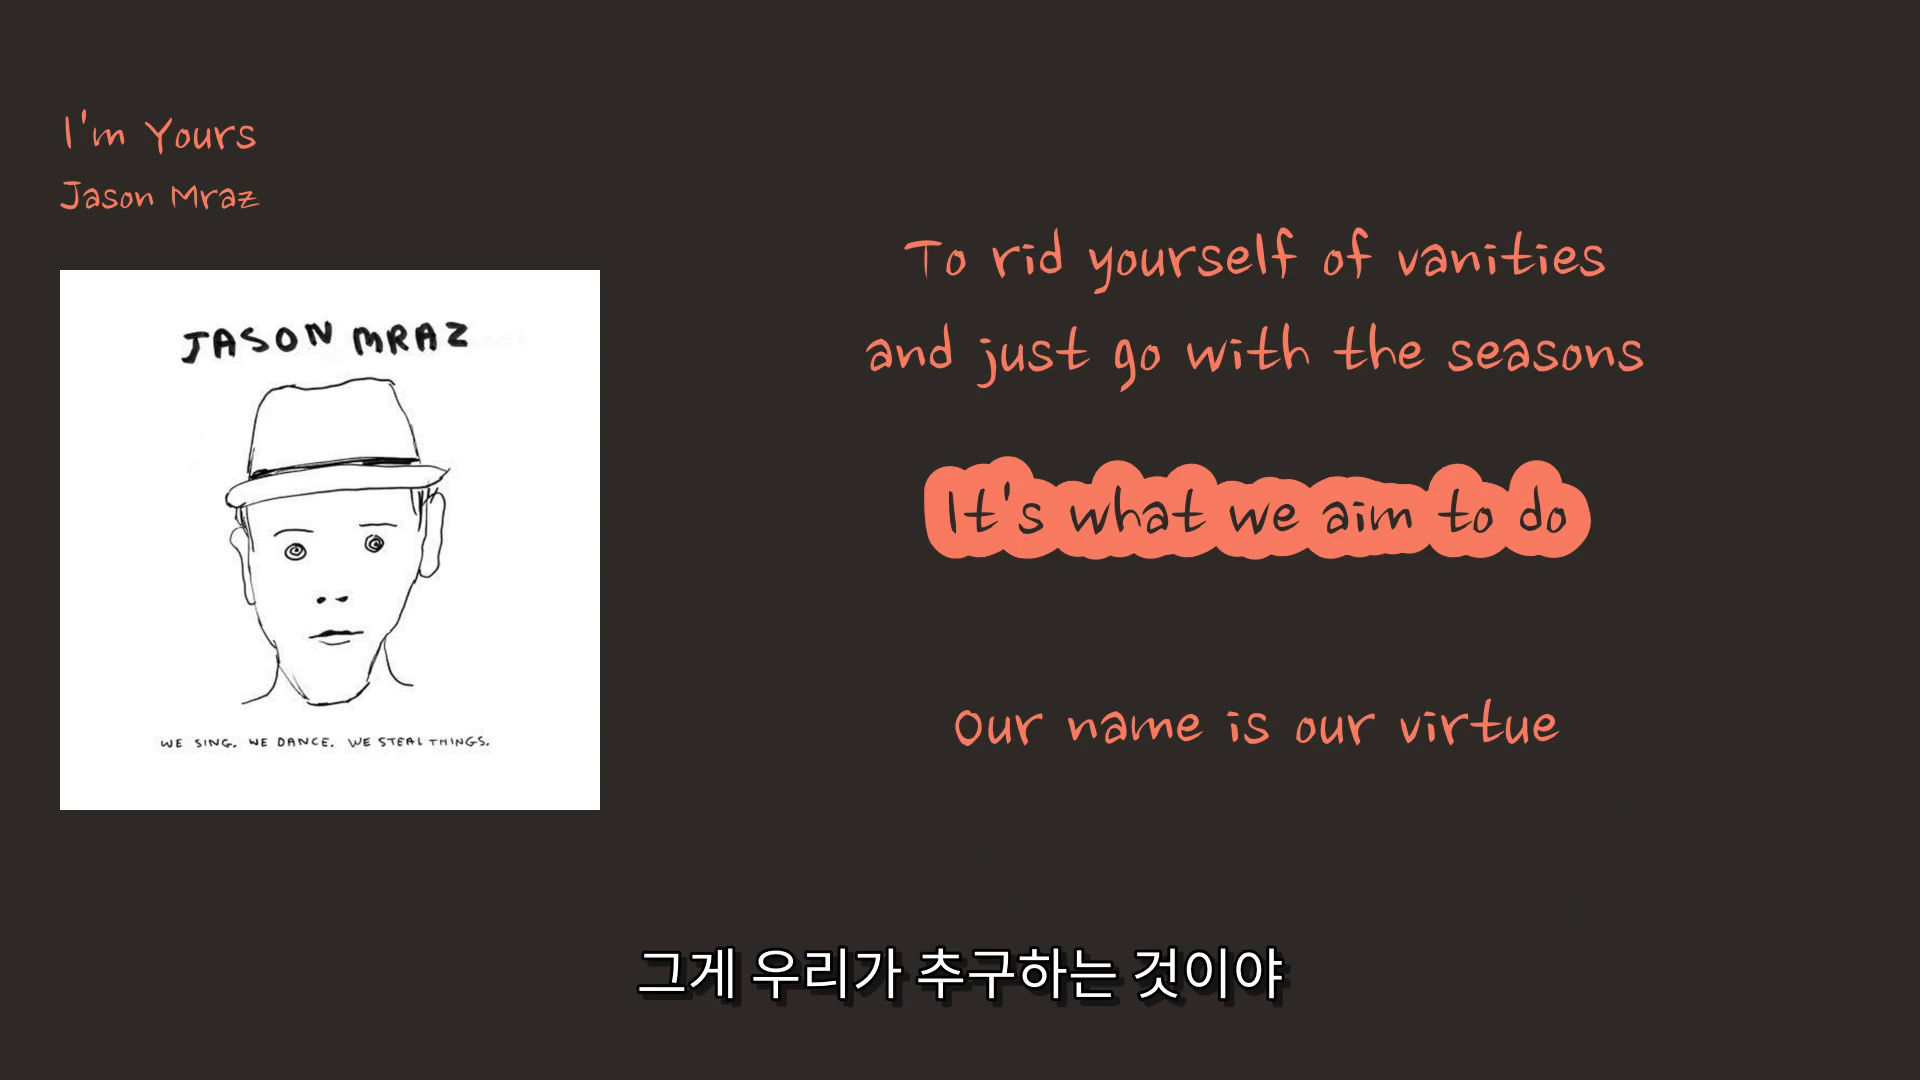 I'm Yours
Jason Mraz
JASON MRAZ
WE SING. WE DANCE. WE STEAL THINGS.
To rid yourself of vanities
and just go with the seasons
It's what we aim to do
Our name is our virtue
그게 우리가 추구하는 것이야